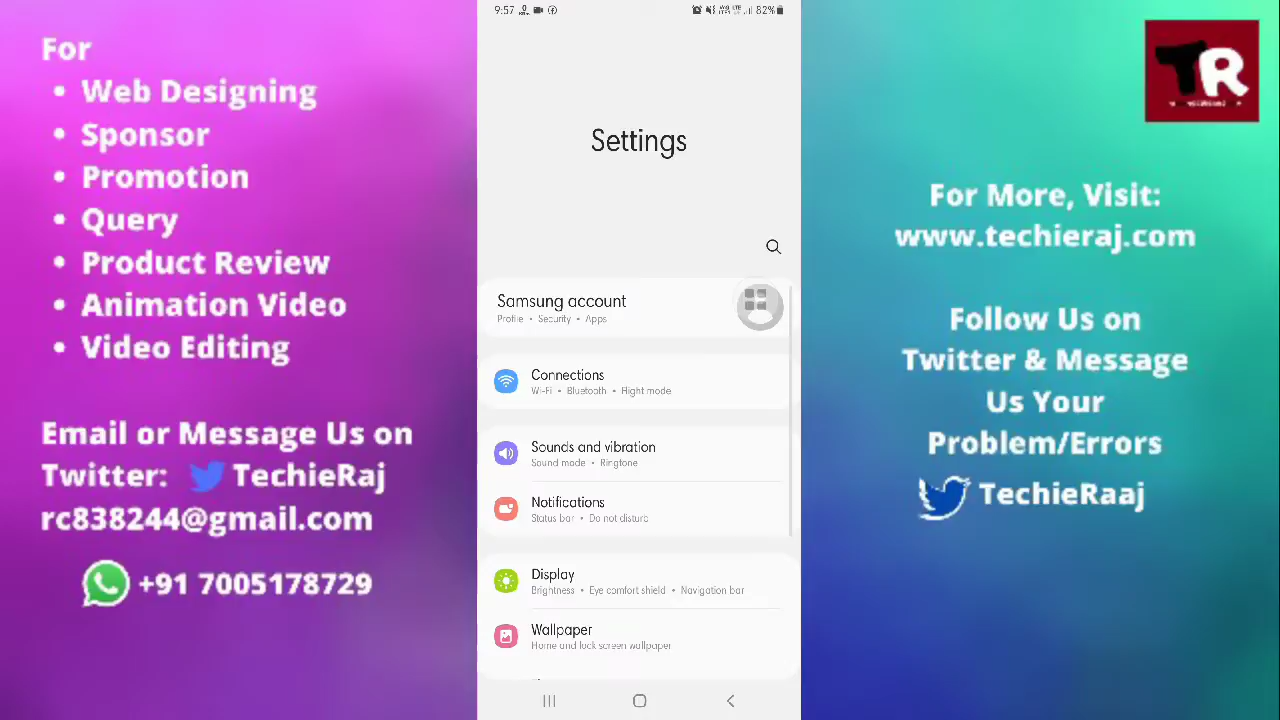 For
• Web Designing
• Sponsor
• Promotion
• Query
• Product Review
• Animation Video
• Video Editing
Email or Message Us on
Twitter: TechieRaj
rc838244@gmail.com
+91 7005178729
9:57
82%
Settings
Samsung account
Profile • Security • Apps
Connections
Wi-Fi • Bluetooth • Flight mode
Sounds and vibration
Sound mode • Ringtone
Notifications
Status bar • Do not disturb
Display
Brightness • Eye comfort shield • Navigation bar
Wallpaper
Home and lock screen wallpaper
TR
For More, Visit:
www.techieraj.com
Follow Us on
Twitter & Message
Us Your
Problem/Errors
TechieRaaj